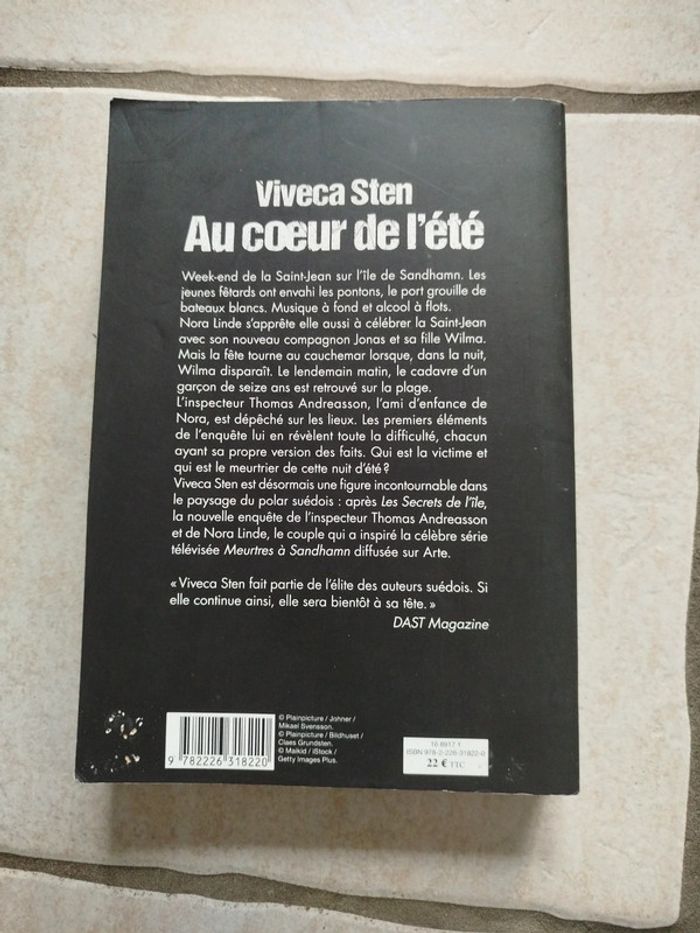 Viveca Sten
Au coeur de l'été
Week-end de la Saint-Jean sur l'île de Sandhamn. Les
jeunes fêtards ont envahi les pontons, le port grouille de
bateaux blancs. Musique à fond et alcool à flots.
Nora Linde s'apprête elle aussi à célébrer la Saint-Jean
avec son nouveau compagnon Jonas et sa fille Wilma.
Mais la fête tourne au cauchemar lorsque, dans la nuit,
Wilma disparaît. Le lendemain matin, le cadavre d'un
garçon de seize ans est retrouvé sur la plage.
L'inspecteur Thomas Andreasson, l'ami d'enfance de
Nora, est dépêché sur les lieux. Les premiers éléments
de l'enquête lui en révèlent toute la difficulté, chacun
ayant sa propre version des faits. Qui est la victime et
qui est le meurtrier de cette nuit d'été ?
Viveca Sten est désormais une figure incontournable dans
le paysage du polar suédois : après Les Secrets de l'île,
la nouvelle enquête de l'inspecteur Thomas Andreasson
et de Nora Linde, le couple qui a inspiré la célèbre série
télévisée Meurtres à Sandhamn diffusée sur Arte.
« Viveca Sten fait partie de l'élite des auteurs suédois. Si
elle continue ainsi, elle sera bientôt à sa tête. »
DAST Magazine
© Plainpicture / Johner /
Mikael Svensson.
© Plainpicture / Bildhuset /
Claes Grundsten.
© Maikid / iStock /
Getty Images Plus.
9 782226 318220
16 8917 1
ISBN 978-2-226-31822-0
22 € TTC